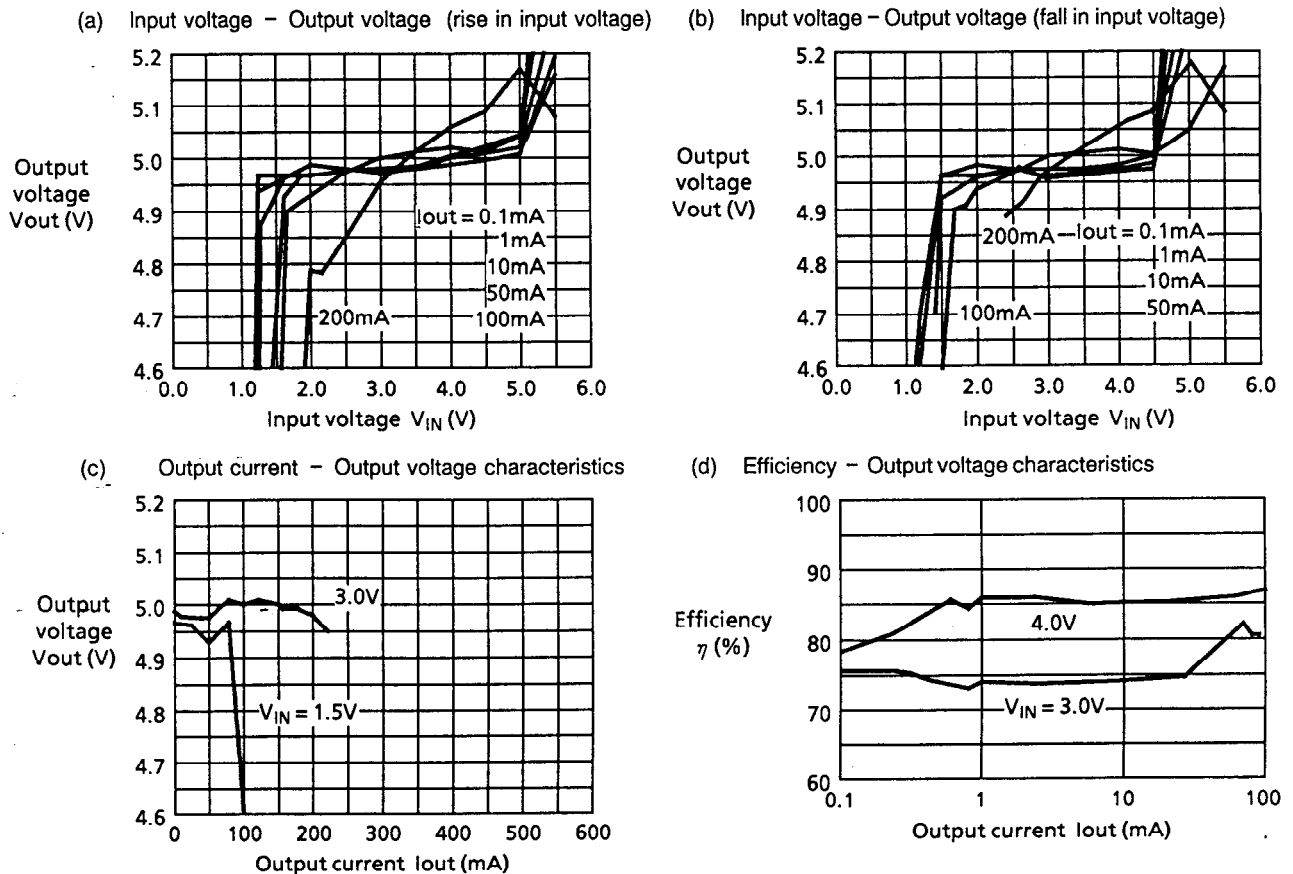 (a) Input voltage – Output voltage (rise in input voltage)
5.2
5.1
5.0
4.9
4.8
4.7
4.6
Output
voltage
Vout (V)
Iout = 0.1mA
1mA
10mA
50mA
100mA
200mA
0.0 1.0 2.0 3.0 4.0 5.0 6.0
Input voltage VIN (V)
(b) Input voltage – Output voltage (fall in input voltage)
5.2
5.1
5.0
4.9
4.8
4.7
4.6
Output
voltage
Vout (V)
200mA Iout = 0.1mA
1mA
10mA
100mA 50mA
0.0 1.0 2.0 3.0 4.0 5.0 6.0
Input voltage VIN (V)
(c) Output current – Output voltage characteristics
5.2
5.1
5.0
4.9
4.8
4.7
4.6
Output
voltage
Vout (V)
3.0V
VIN = 1.5V
0 100 200 300 400 500 600
Output current Iout (mA)
(d) Efficiency – Output voltage characteristics
100
90
80
70
60
Efficiency
η (%)
4.0V
VIN = 3.0V
0.1 1 10 100
Output current Iout (mA)